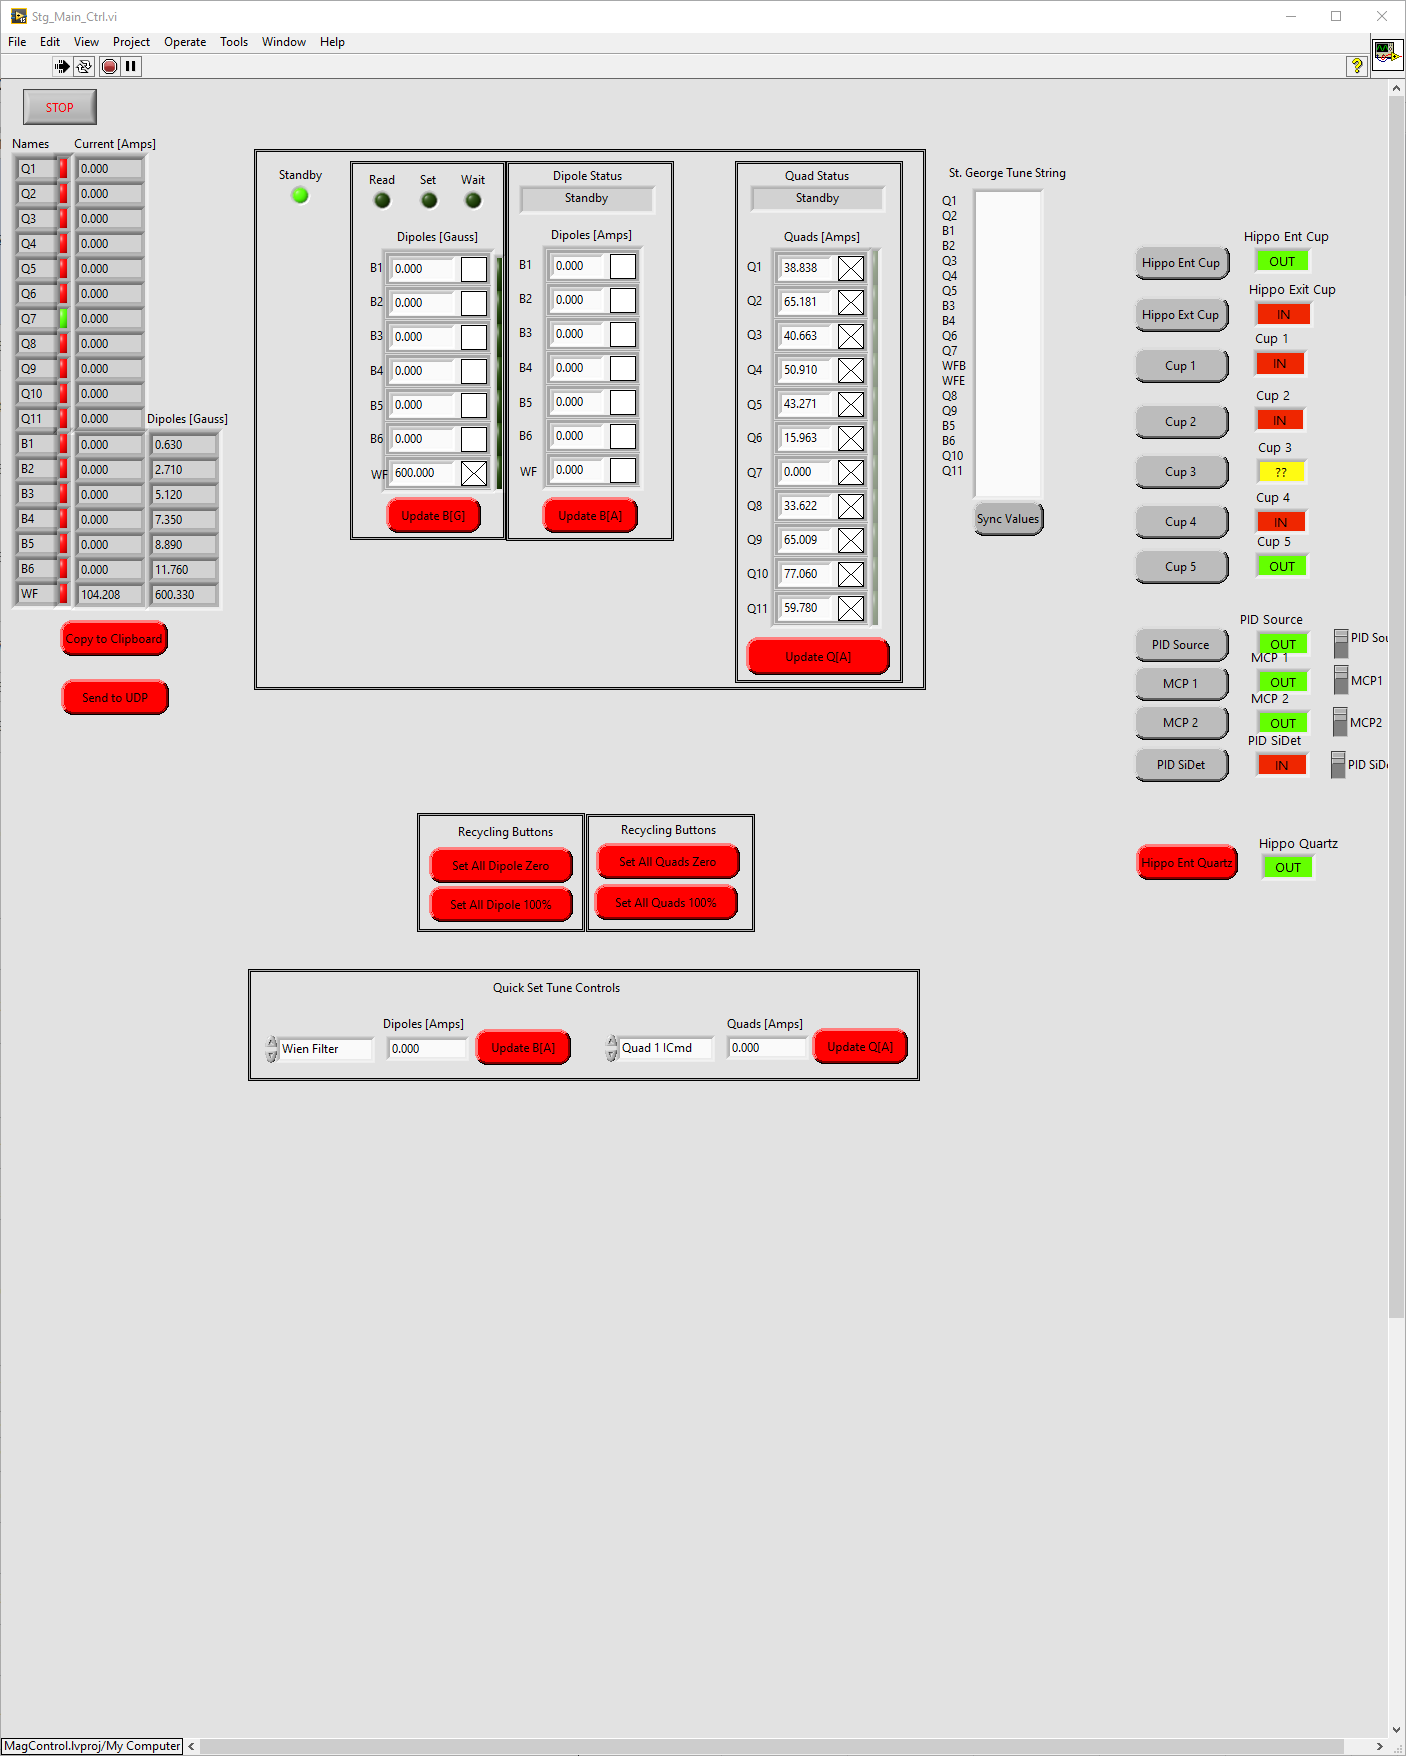 Stg_Main_Ctrl.vi
File Edit View Project Operate Tools Window Help
?
STOP
Names Current [Amps]
Q1 0.000
Q2 0.000
Q3 0.000
Q4 0.000
Q5 0.000
Q6 0.000
Q7 0.000
Q8 0.000
Q9 0.000
Q10 0.000
Q11 0.000 Dipoles [Gauss]
B1 0.000 0.630
B2 0.000 2.710
B3 0.000 5.120
B4 0.000 7.350
B5 0.000 8.890
B6 0.000 11.760
WF 104.208 600.330
Copy to Clipboard
Send to UDP
Standby
Read Set Wait
Dipoles [Gauss]
B1 0.000
B2 0.000
B3 0.000
B4 0.000
B5 0.000
B6 0.000
WF 600.000
Update B[G]
Dipole Status
Standby
Dipoles [Amps]
B1 0.000
B2 0.000
B3 0.000
B4 0.000
B5 0.000
B6 0.000
WF 0.000
Update B[A]
Quad Status
Standby
Quads [Amps]
Q1 38.838
Q2 65.181
Q3 40.663
Q4 50.910
Q5 43.271
Q6 15.963
Q7 0.000
Q8 33.622
Q9 65.009
Q10 77.060
Q11 59.780
Update Q[A]
St. George Tune String
Q1
Q2
B1
B2
Q3
Q4
Q5
B3
B4
Q6
Q7
WFB
WFE
Q8
Q9
B5
B6
Q10
Q11
Sync Values
Hippo Ent Cup
Hippo Ent Cup OUT
Hippo Exit Cup
Hippo Ext Cup IN
Cup 1
Cup 1 IN
Cup 2
Cup 2 IN
Cup 3
Cup 3 ??
Cup 4
Cup 4 IN
Cup 5
Cup 5 OUT
PID Source
PID Source OUT PID Sou
MCP 1
MCP 1 OUT MCP1
MCP 2
MCP 2 OUT MCP2
PID SiDet
PID SiDet IN PID SiDe
Hippo Quartz
Hippo Ent Quartz OUT
Recycling Buttons
Set All Dipole Zero
Set All Dipole 100%
Recycling Buttons
Set All Quads Zero
Set All Quads 100%
Quick Set Tune Controls
Dipoles [Amps] Quads [Amps]
Wien Filter 0.000 Update B[A] Quad 1 ICmd 0.000 Update Q[A]
MagControl.lvproj/My Computer